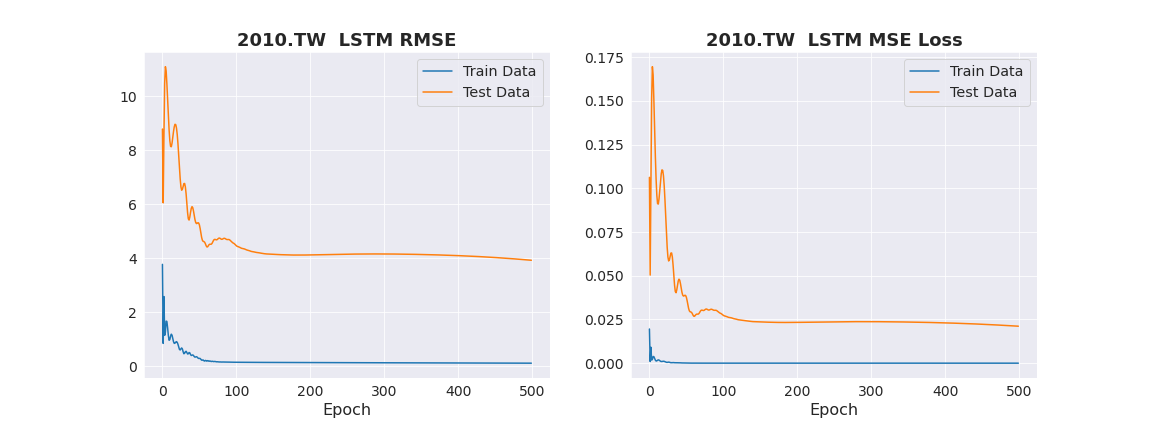 2010.TW  LSTM RMSE
Train Data
Test Data
10
8
6
4
2
0
0 100 200 300 400 500
Epoch
2010.TW  LSTM MSE Loss
Train Data
Test Data
0.175
0.150
0.125
0.100
0.075
0.050
0.025
0.000
0 100 200 300 400 500
Epoch